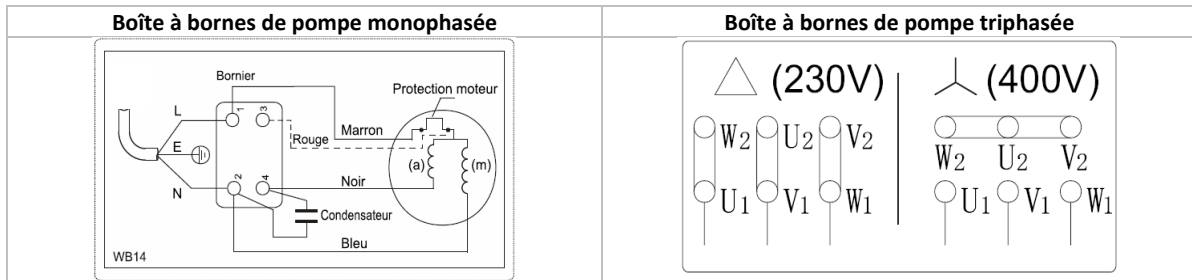 Boîte à bornes de pompe monophasée
Bornier
Protection moteur
L
1
3
Marron
Rouge
E
(a)
(m)
N
2
4
Noir
Condensateur
Bleu
WB14
Boîte à bornes de pompe triphasée
(230V)
(400V)
W2 U2 V2
U1 V1 W1
W2 U2 V2
U1 V1 W1